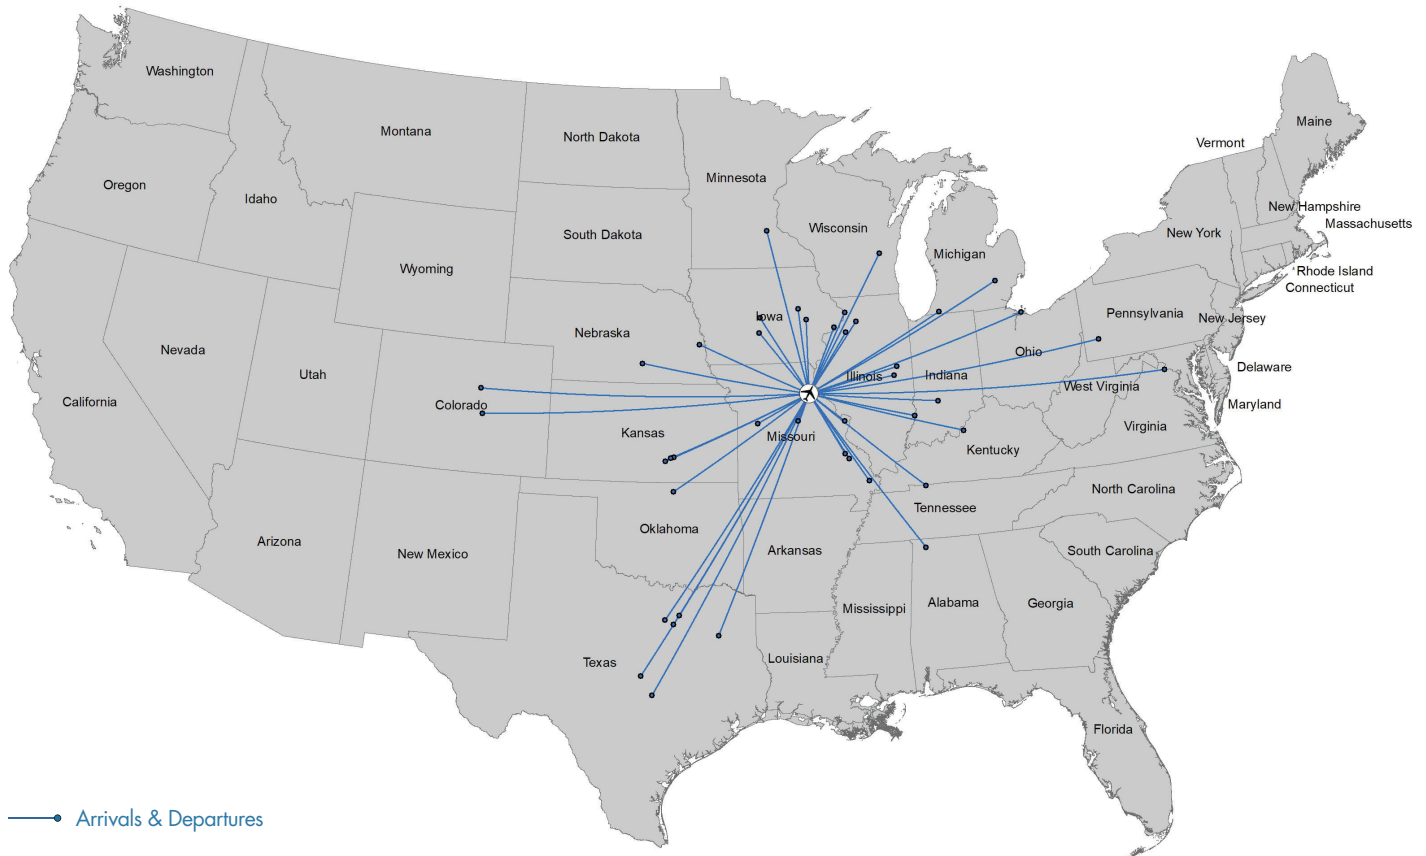 Washington
Montana
North Dakota
Minnesota
Maine
Vermont
Oregon
Idaho
New Hampshire
Massachusetts
South Dakota
Wisconsin
New York
Wyoming
Michigan
Rhode Island
Connecticut
Nebraska
Iowa
Pennsylvania
New Jersey
Nevada
Utah
Illinois
Indiana
Ohio
Delaware
California
Colorado
West Virginia
Maryland
Kansas
Missouri
Kentucky
Virginia
Arizona
New Mexico
Oklahoma
Arkansas
Tennessee
North Carolina
South Carolina
Texas
Louisiana
Mississippi
Alabama
Georgia
Florida
Arrivals & Departures